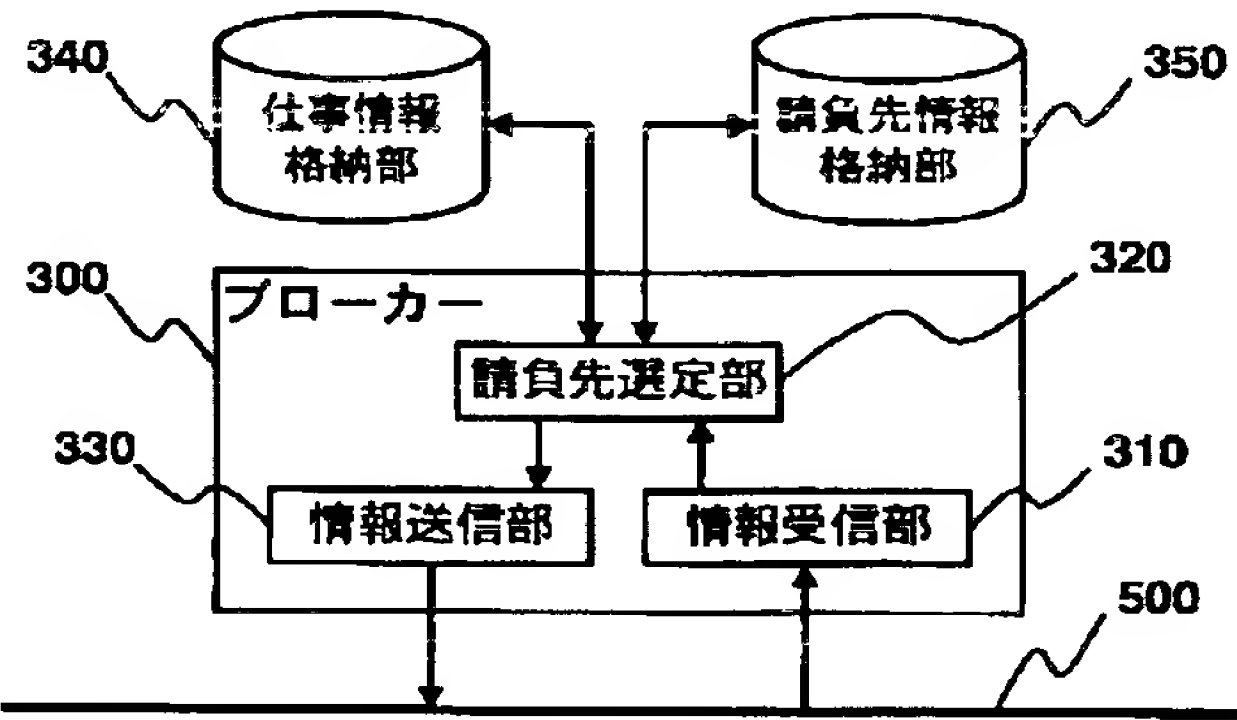 340
仕事情報
格納部
請負先情報
格納部
350
300
ブローカー
320
請負先選定部
330
情報送信部
情報受信部
310
500